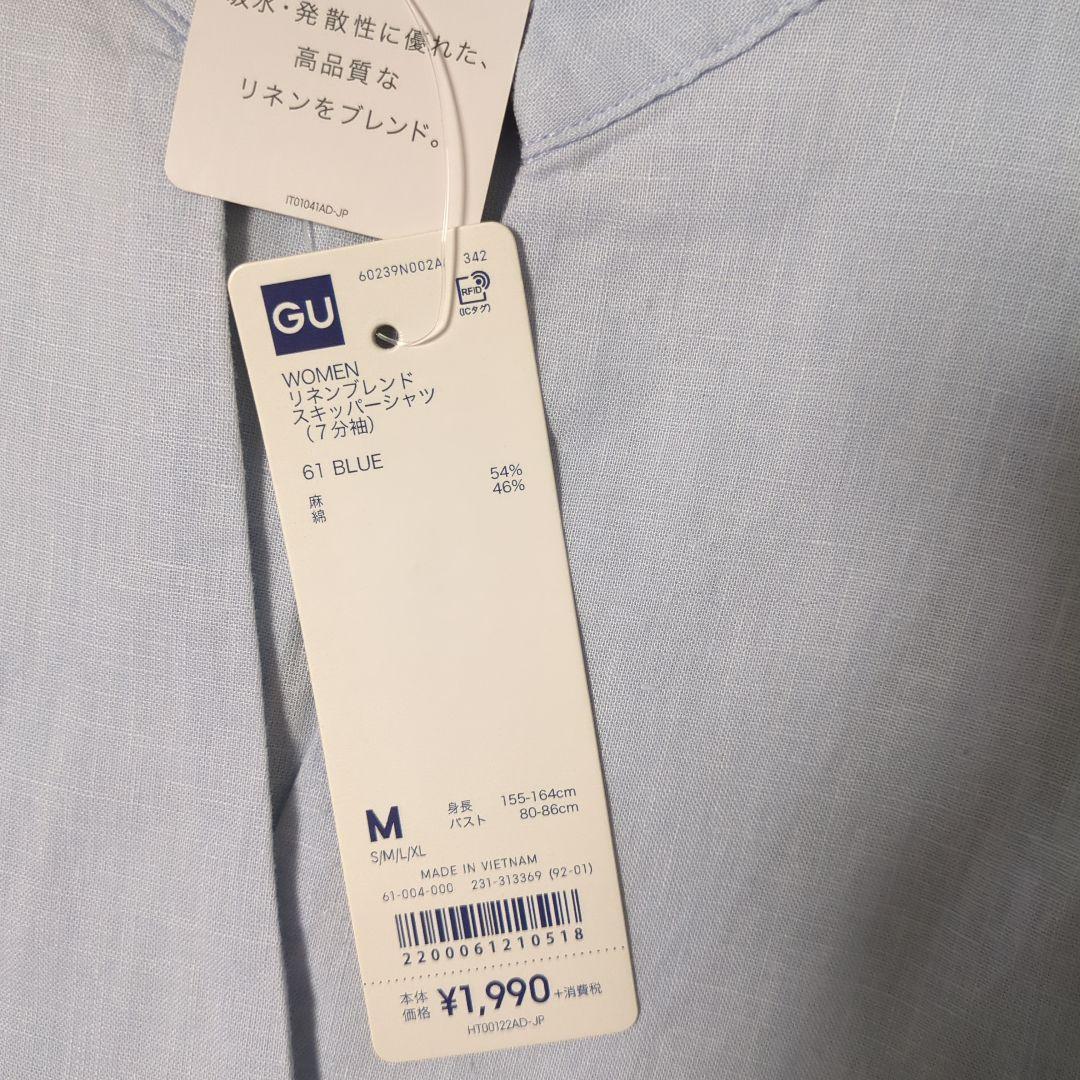 吸水・発散性に優れた、
高品質な
リネンをブレンド。
IT01041AD-JP
60239N002A 342
GU
RFID
(ICタグ)
WOMEN
リネンブレンド
スキッパーシャツ
(7分袖)
61 BLUE
麻 54%
綿 46%
M 身長 155-164cm
バスト 80-86cm
S/M/L/XL
MADE IN VIETNAM
61-004-000 231-313369 (92-01)
2200061210518
本体価格 ¥1,990 +消費税
HT00122AD-JP